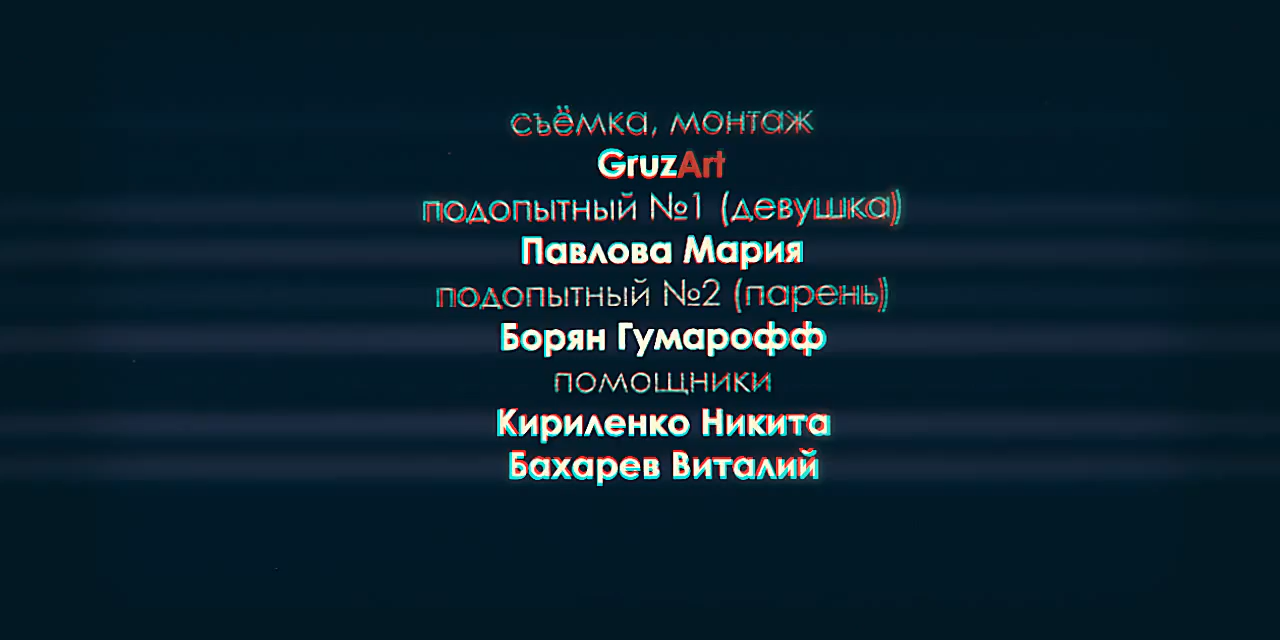 съёмка, монтаж
GruzArt
подопытный №1 (девушка)
Павлова Мария
подопытный №2 (парень)
Борян Гумарофф
помощники
Кириленко Никита
Бахарев Виталий